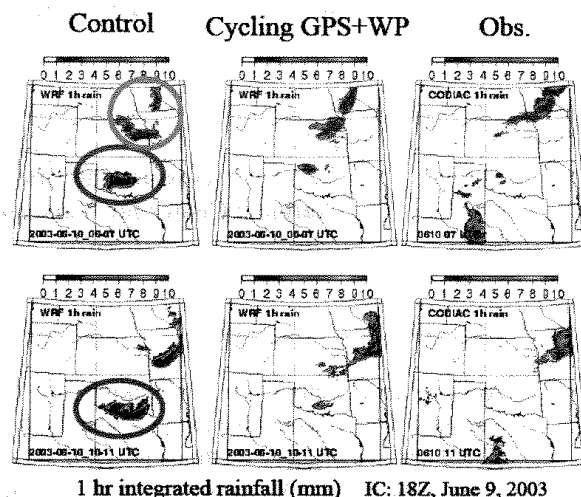 Control Cycling GPS+WP Obs.
0 1 2 3 4 5 6 7 8 9 10 0 1 2 3 4 5 6 7 8 9 10 0 1 2 3 4 5 6 7 8 9 10
WRF 1h rain WRF 1h rain CODIAC 1h rain
2003-06-10_06-07 UTC 2003-06-10_06-07 UTC 0610 07
0 1 2 3 4 5 6 7 8 9 10 0 1 2 3 4 5 6 7 8 9 10 0 1 2 3 4 5 6 7 8 9 10
WRF 1h rain WRF 1h rain CODIAC 1h rain
2003-06-10_10-11 UTC 2003-06-10_10-11 UTC 0610 11 UTC
1 hr integrated rainfall (mm) IC: 18Z, June 9, 2003